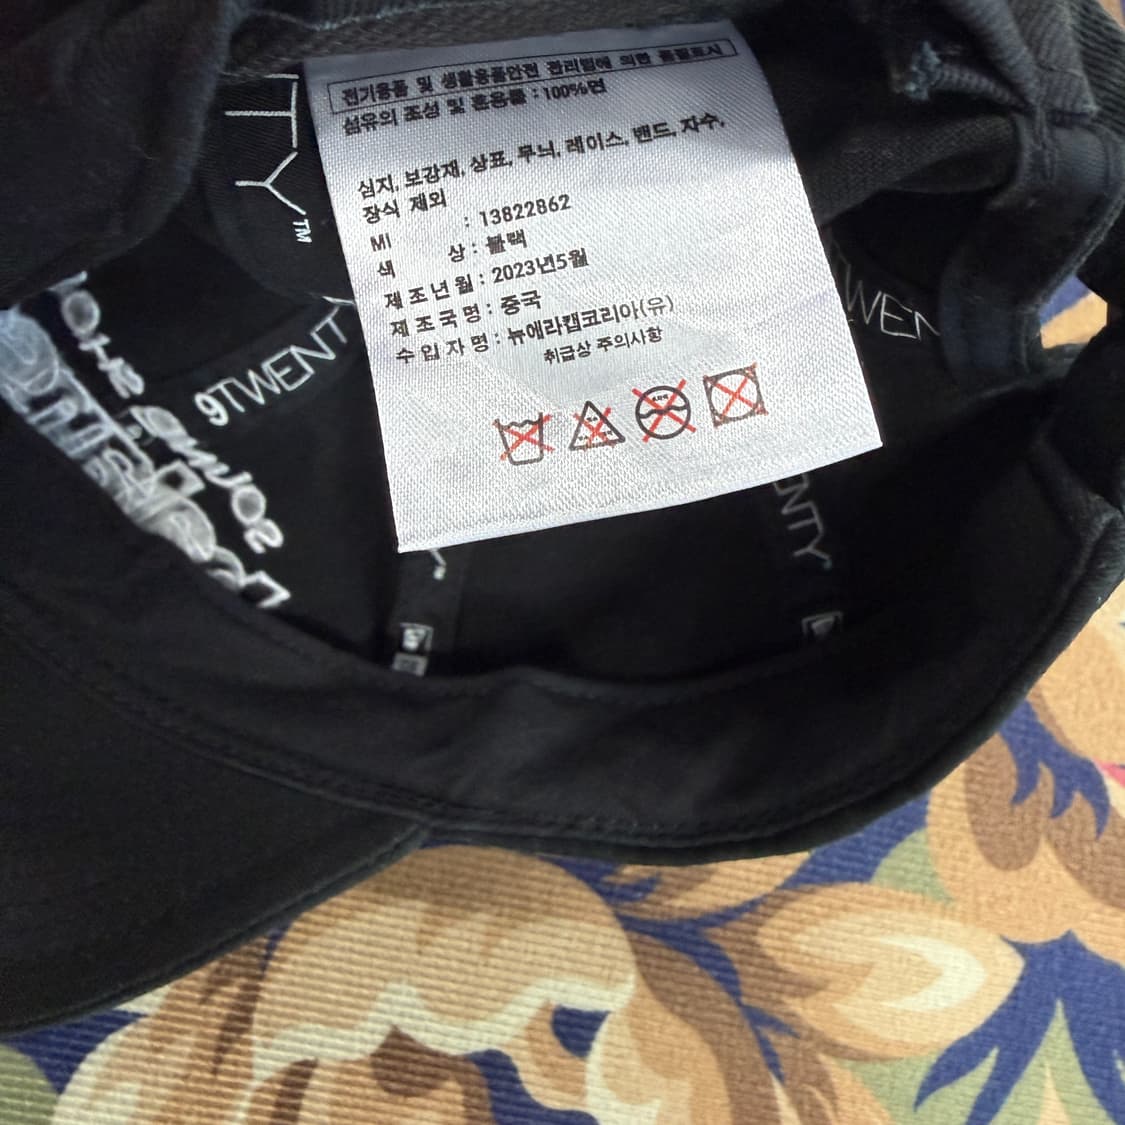 전기용품 및 생활용품안전 관리법에 의한 품질표시
섬유의 조성 및 혼용률 : 100%면
심지, 보강재, 상표, 무늬, 레이스, 밴드, 자수,
장식 제외
MI : 13822862
색 상 : 블랙
제조년월 : 2023년5월
제조국명 : 중국
수입자명 : 뉴에라캡코리아(유)
취급상 주의사항
TY™
9TWENTY
TWEN
ENTY